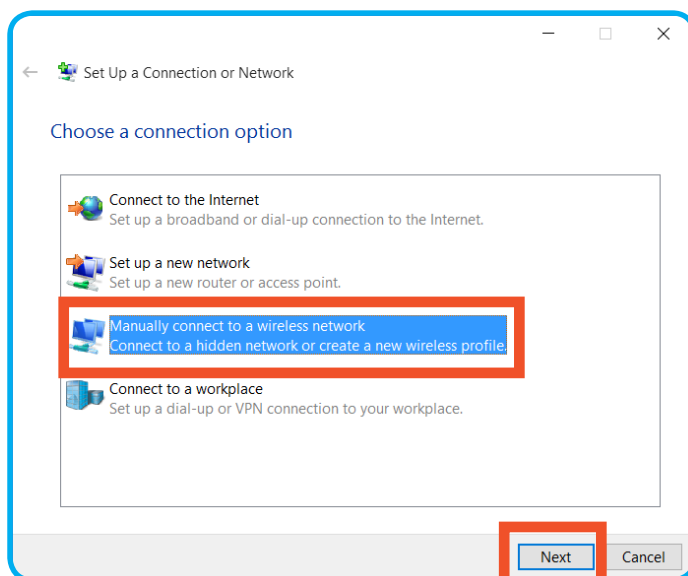 Set Up a Connection or Network
Choose a connection option
Connect to the Internet
Set up a broadband or dial-up connection to the Internet.
Set up a new network
Set up a new router or access point.
Manually connect to a wireless network
Connect to a hidden network or create a new wireless profile.
Connect to a workplace
Set up a dial-up or VPN connection to your workplace.
Next Cancel